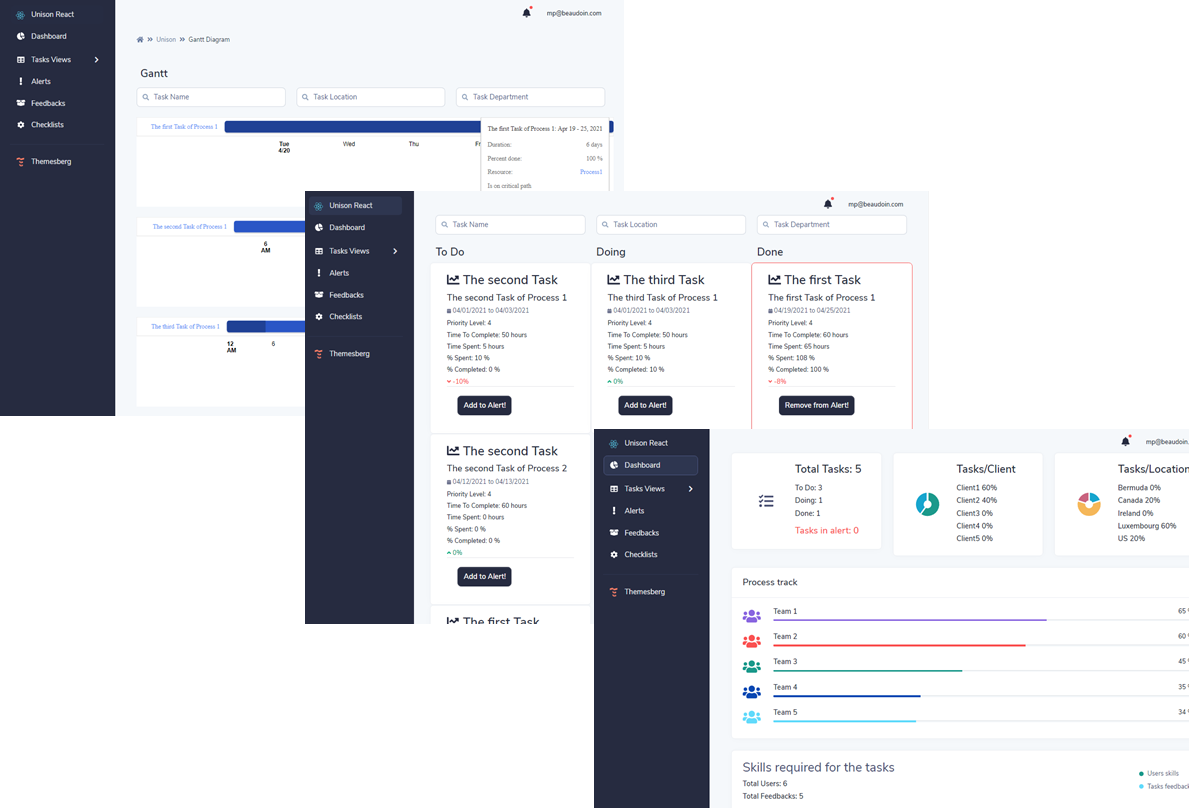 Unison React
Dashboard
Tasks Views
Alerts
Feedbacks
Checklists
Themesberg
mp@beaudoin.com
Unison
Gantt Diagram
Gantt
Task Name
Task Location
Task Department
The first Task of Process 1
Tue
4/20
Wed
Thu
The first Task of Process 1: Apr 19 - 25, 2021
Duration: 6 days
Percent done: 100 %
Resource: Process1
Is on critical path
The second Task of Process 1
6
AM
The third Task of Process 1
12
AM
6
Unison React
Dashboard
Tasks Views
Alerts
Feedbacks
Checklists
Themesberg
mp@beaudoin.com
Task Name
Task Location
Task Department
To Do
The second Task
The second Task of Process 1
04/01/2021 to 04/03/2021
Priority Level: 4
Time To Complete: 50 hours
Time Spent: 5 hours
% Spent: 10 %
% Completed: 0 %
-10%
Add to Alert!
The second Task
The second Task of Process 2
04/12/2021 to 04/13/2021
Priority Level: 4
Time To Complete: 60 hours
Time Spent: 0 hours
% Spent: 0 %
% Completed: 0 %
0%
Add to Alert!
The first Task
Doing
The third Task
The third Task of Process 1
04/01/2021 to 04/03/2021
Priority Level: 4
Time To Complete: 50 hours
Time Spent: 5 hours
% Spent: 10 %
% Completed: 10 %
0%
Add to Alert!
Done
The first Task
The first Task of Process 1
04/19/2021 to 04/25/2021
Priority Level: 4
Time To Complete: 60 hours
Time Spent: 65 hours
% Spent: 108 %
% Completed: 100 %
-8%
Remove from Alert!
Unison React
Dashboard
Tasks Views
Alerts
Feedbacks
Checklists
Themesberg
mp@beaudoin.
Total Tasks: 5
To Do: 3
Doing: 1
Done: 1
Tasks in alert: 0
Tasks/Client
Client1 60%
Client2 40%
Client3 0%
Client4 0%
Client5 0%
Tasks/Location
Bermuda 0%
Canada 20%
Ireland 0%
Luxembourg 60%
US 20%
Process track
Team 1 65
Team 2 60
Team 3 45
Team 4 35
Team 5 34
Skills required for the tasks
Total Users: 6
Total Feedbacks: 5
Users skills
Tasks feedback